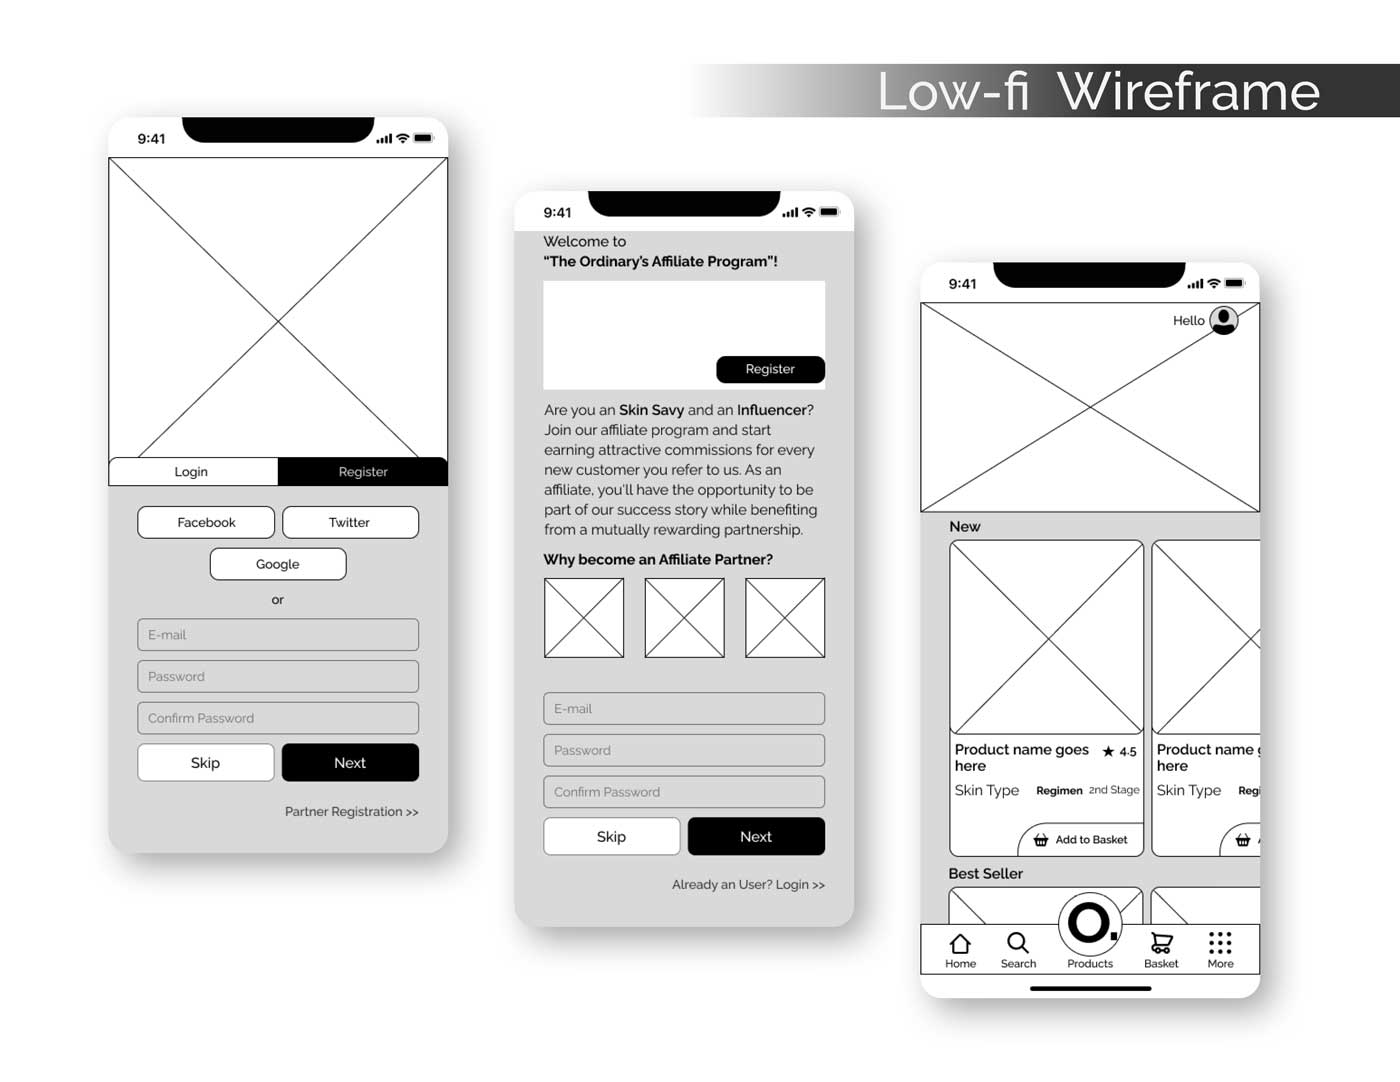 Low-fi Wireframe
9:41
Login
Register
Facebook
Twitter
Google
or
E-mail
Password
Confirm Password
Skip
Next
Partner Registration >>
9:41
Welcome to
“The Ordinary’s Affiliate Program”!
Register
Are you an Skin Savy and an Influencer?
Join our affiliate program and start
earning attractive commissions for every
new customer you refer to us. As an
affiliate, you’ll have the opportunity to be
part of our success story while benefiting
from a mutually rewarding partnership.
Why become an Affiliate Partner?
E-mail
Password
Confirm Password
Skip
Next
Already an User? Login >>
9:41
Hello
New
Product name goes
here
★ 4.5
Skin Type
Regimen 2nd Stage
Add to Basket
Product name g
here
Skin Type
Regi
Best Seller
O.
Home
Search
Products
Basket
More